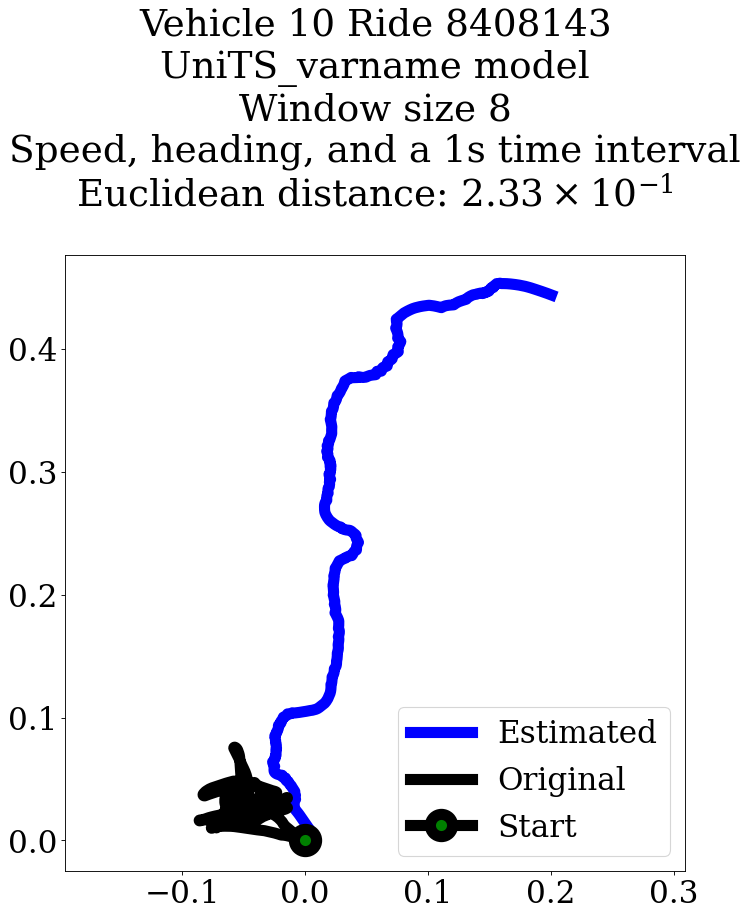 Vehicle 10 Ride 8408143
UniTS_varname model
Window size 8
Speed, heading, and a 1s time interval
Euclidean distance: 2.33 × 10⁻¹
0.4
0.3
0.2
0.1
0.0
Estimated
Original
Start
−0.1 0.0 0.1 0.2 0.3